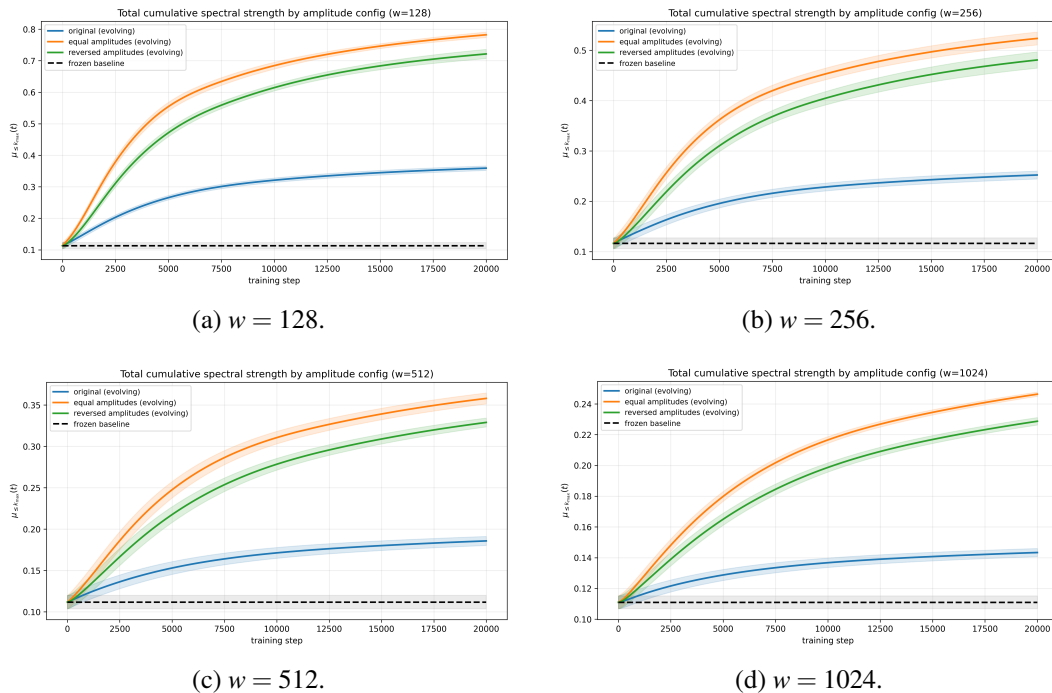 Total cumulative spectral strength by amplitude config (w=128)
original (evolving)
equal amplitudes (evolving)
reversed amplitudes (evolving)
frozen baseline
0.8
0.7
0.6
0.5
0.4
0.3
0.2
0.1
μ≤kmax(t)
0 2500 5000 7500 10000 12500 15000 17500 20000
training step
(a) w = 128.
Total cumulative spectral strength by amplitude config (w=256)
original (evolving)
equal amplitudes (evolving)
reversed amplitudes (evolving)
frozen baseline
0.5
0.4
0.3
0.2
0.1
μ≤kmax(t)
0 2500 5000 7500 10000 12500 15000 17500 20000
training step
(b) w = 256.
Total cumulative spectral strength by amplitude config (w=512)
original (evolving)
equal amplitudes (evolving)
reversed amplitudes (evolving)
frozen baseline
0.35
0.30
0.25
0.20
0.15
0.10
μ≤kmax(t)
0 2500 5000 7500 10000 12500 15000 17500 20000
training step
(c) w = 512.
Total cumulative spectral strength by amplitude config (w=1024)
original (evolving)
equal amplitudes (evolving)
reversed amplitudes (evolving)
frozen baseline
0.24
0.22
0.20
0.18
0.16
0.14
0.12
0.10
μ≤kmax(t)
0 2500 5000 7500 10000 12500 15000 17500 20000
training step
(d) w = 1024.